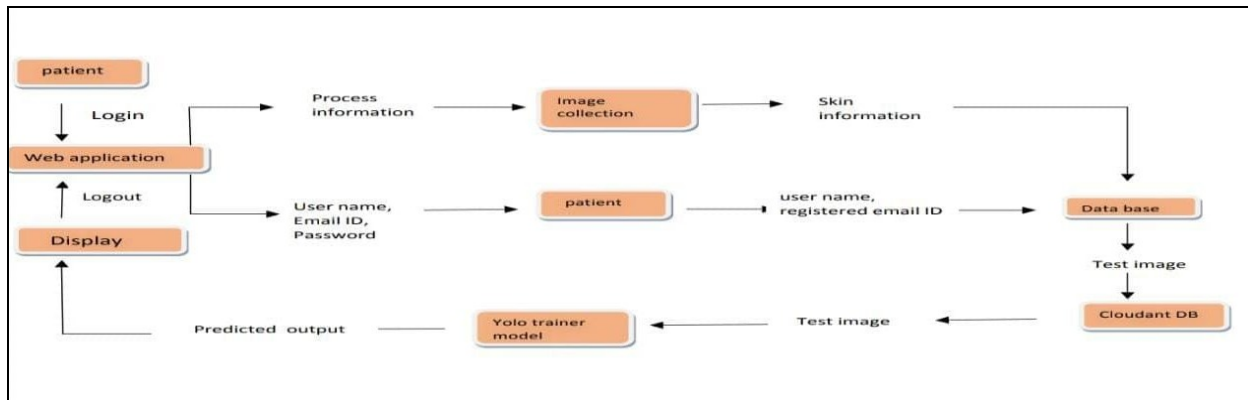 patient
Login
Web application
Logout
Display
Process
information
Image
collection
Skin
information
User name,
Email ID,
Password
patient
user name,
registered email ID
Data base
Test image
Cloudant DB
Test image
Yolo trainer
model
Predicted output